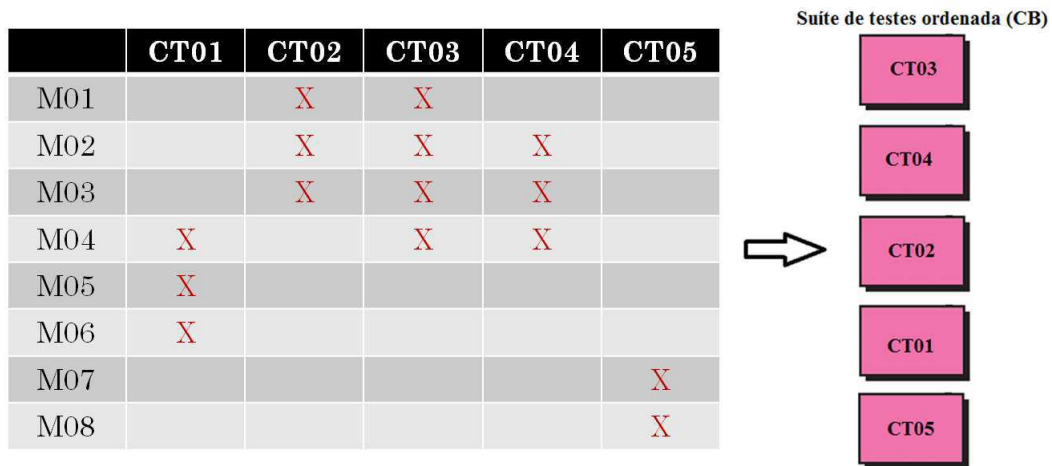 Suíte de testes ordenada (CB)
CT01 CT02 CT03 CT04 CT05
M01 X X
M02 X X X
M03 X X X
M04 X X X
M05 X
M06 X
M07 X
M08 X
CT03
CT04
CT02
CT01
CT05